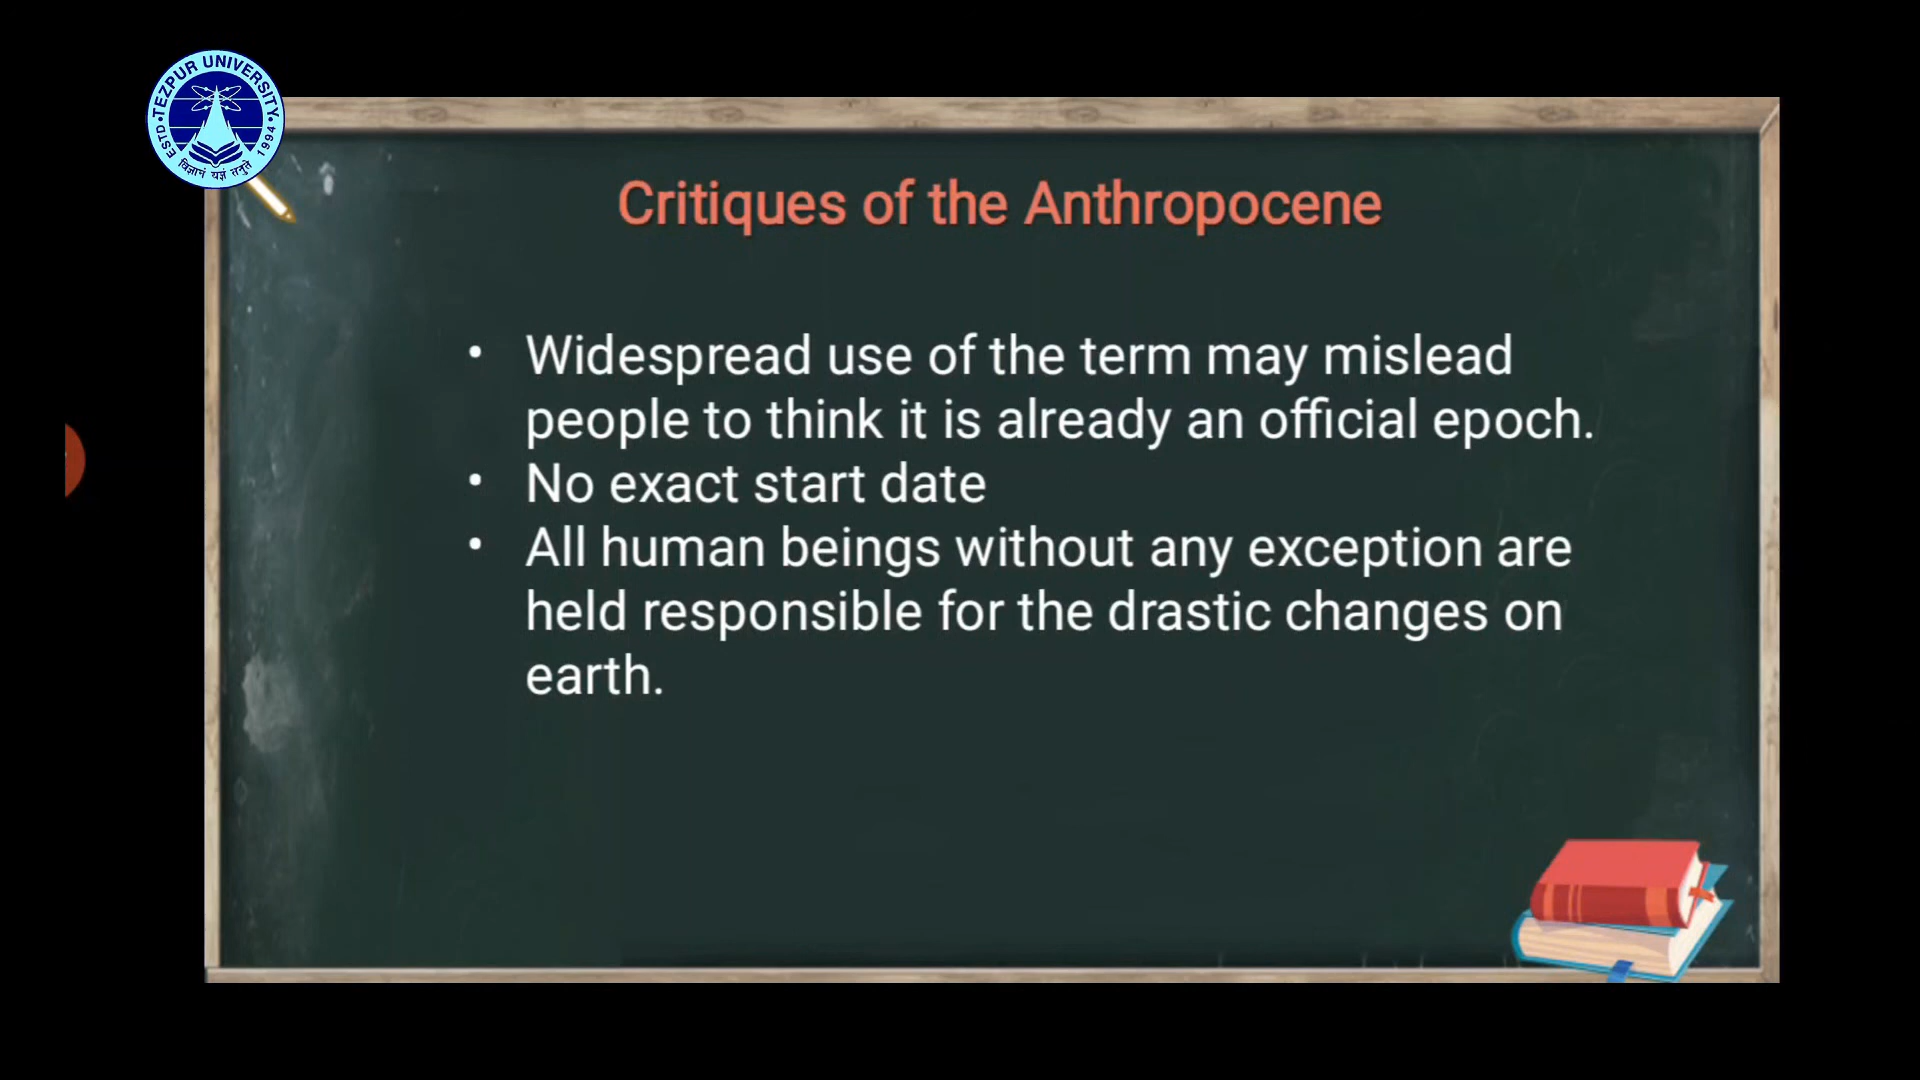 TEZPUR UNIVERSITY
ESTD 1994
विज्ञानं यज्ञं तनुते
Critiques of the Anthropocene
• Widespread use of the term may mislead
people to think it is already an official epoch.
• No exact start date
• All human beings without any exception are
held responsible for the drastic changes on
earth.